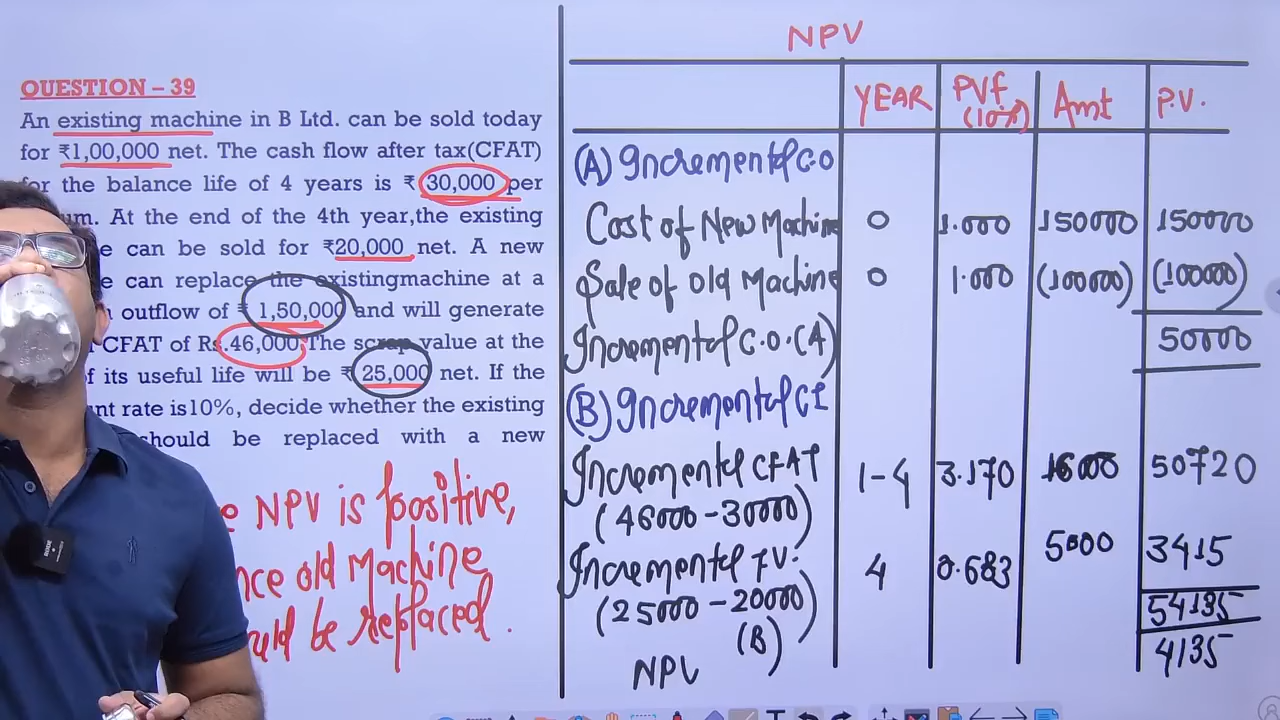 QUESTION – 39
An existing machine in B Ltd. can be sold today
for ₹1,00,000 net. The cash flow after tax(CFAT)
for the balance life of 4 years is ₹ 30,000 per
um. At the end of the 4th year,the existing
e can be sold for ₹20,000 net. A new
e can replace the existingmachine at a
outflow of ₹ 1,50,000 and will generate
CFAT of Rs.46,000.The scrap value at the
f its useful life will be ₹ 25,000 net. If the
nt rate is10%, decide whether the existing
should be replaced with a new
e NPV is positive,
nce old Machine
uld be replaced.
NPV
YEAR PVf (10%) Amt P.V.
(A) Incremental C.O
Cost of New Machine 0 1.000 150000 150000
Sale of Old Machine 0 1.000 (100000) (100000)
Incremental C.O.(A) 50000
(B) Incremental CI
Incremental CFAT 1-4 3.170 16000 50720
(46000-30000)
Incremental TV. 4 0.683 5000 3415
(25000-20000)
(B) 54135
NPV 4135